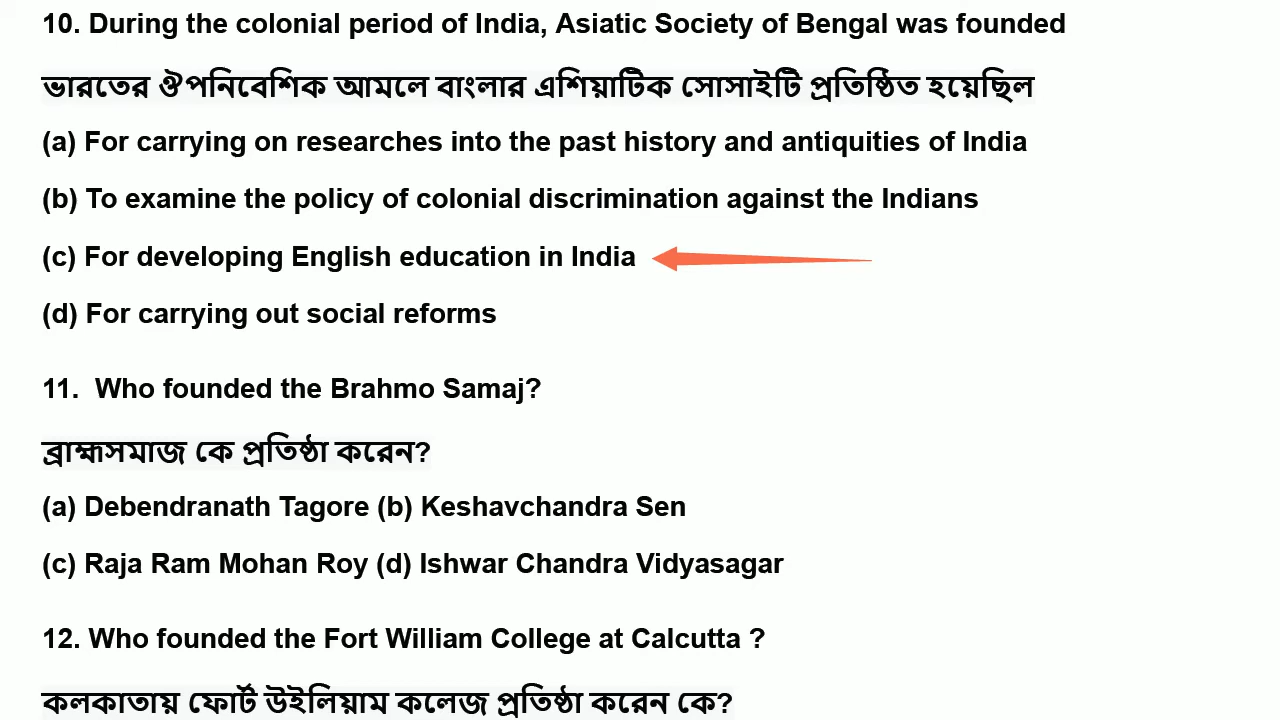 10. During the colonial period of India, Asiatic Society of Bengal was founded
ভারতের ঔপনিবেশিক আমলে বাংলার এশিয়াটিক সোসাইটি প্রতিষ্ঠিত হয়েছিল
(a) For carrying on researches into the past history and antiquities of India
(b) To examine the policy of colonial discrimination against the Indians
(c) For developing English education in India
(d) For carrying out social reforms
11. Who founded the Brahmo Samaj?
ব্রাহ্মসমাজ কে প্রতিষ্ঠা করেন?
(a) Debendranath Tagore (b) Keshavchandra Sen
(c) Raja Ram Mohan Roy (d) Ishwar Chandra Vidyasagar
12. Who founded the Fort William College at Calcutta ?
কলকাতায় ফোর্ট উইলিয়াম কলেজ প্রতিষ্ঠা করেন কে?